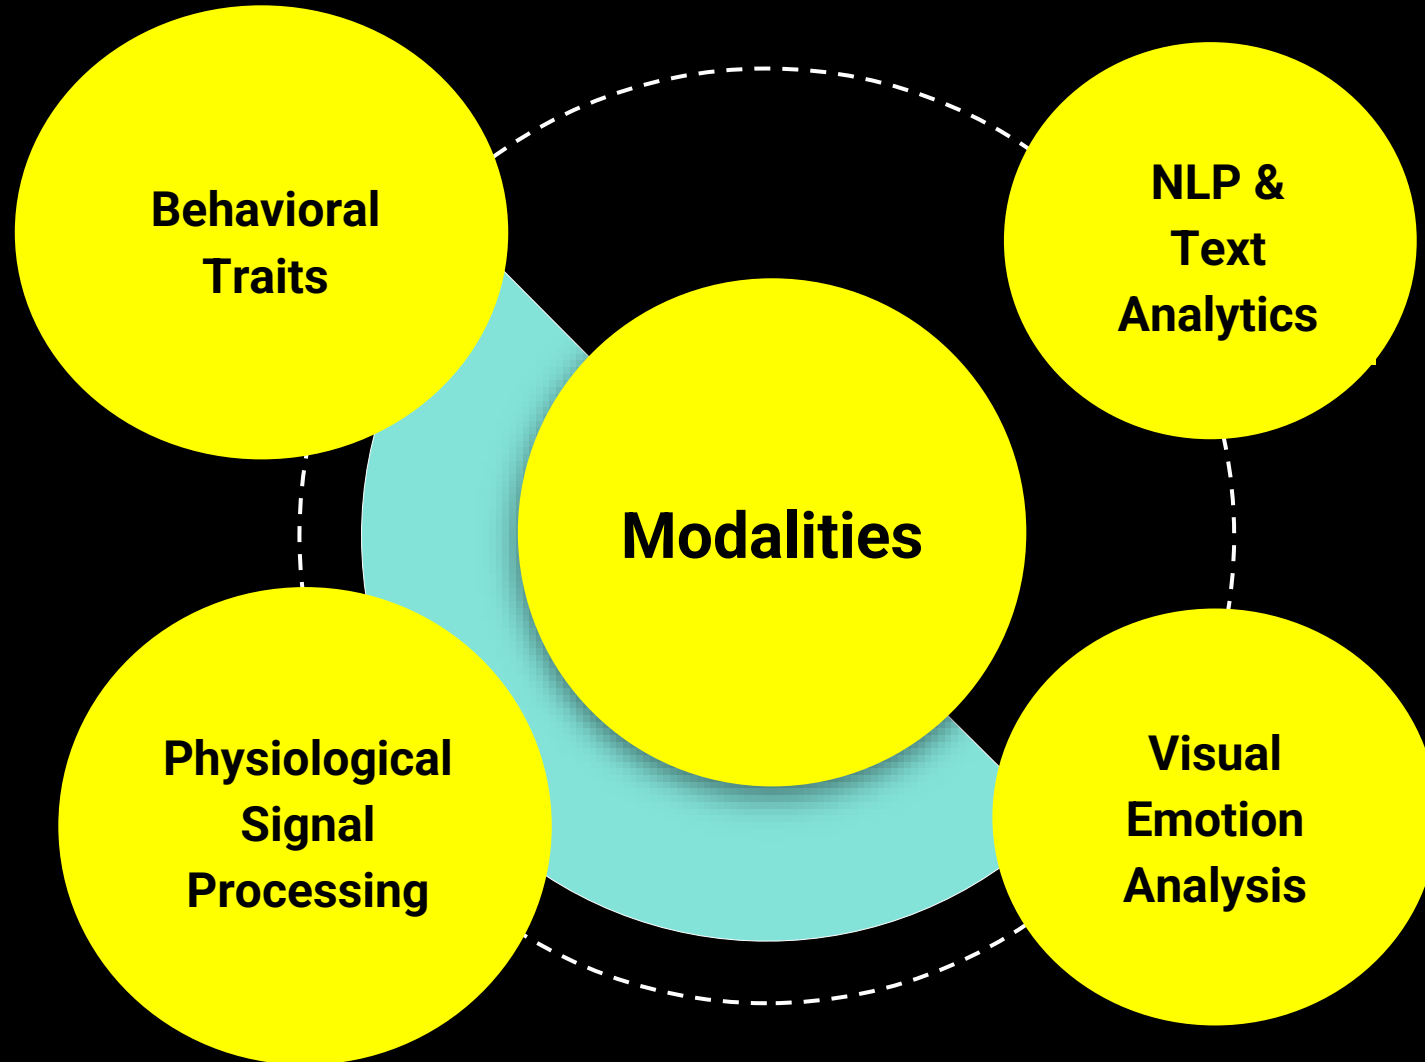 Behavioral
Traits
NLP &
Text
Analytics
Modalities
Physiological
Signal
Processing
Visual
Emotion
Analysis